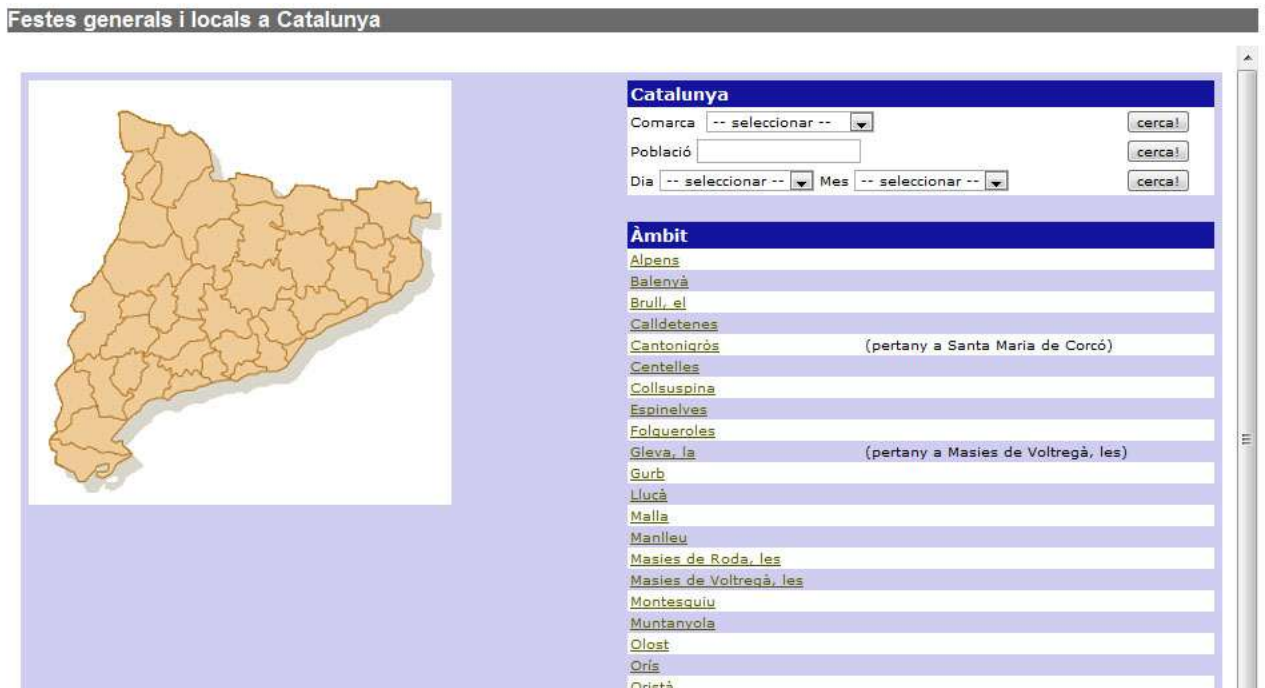 Festes generals i locals a Catalunya
Catalunya
Comarca -- seleccionar -- cerca!
Població cerca!
Dia -- seleccionar -- Mes -- seleccionar -- cerca!
Àmbit
Alpens
Balenyà
Brull, el
Calldetenes
Cantonigròs (pertany a Santa Maria de Corcó)
Centelles
Collsuspina
Espinelves
Folgueroles
Gleva, la (pertany a Masies de Voltregà, les)
Gurb
Lluçà
Malla
Manlleu
Masies de Roda, les
Masies de Voltregà, les
Montesquiu
Muntanyola
Olost
Orís
Oristà